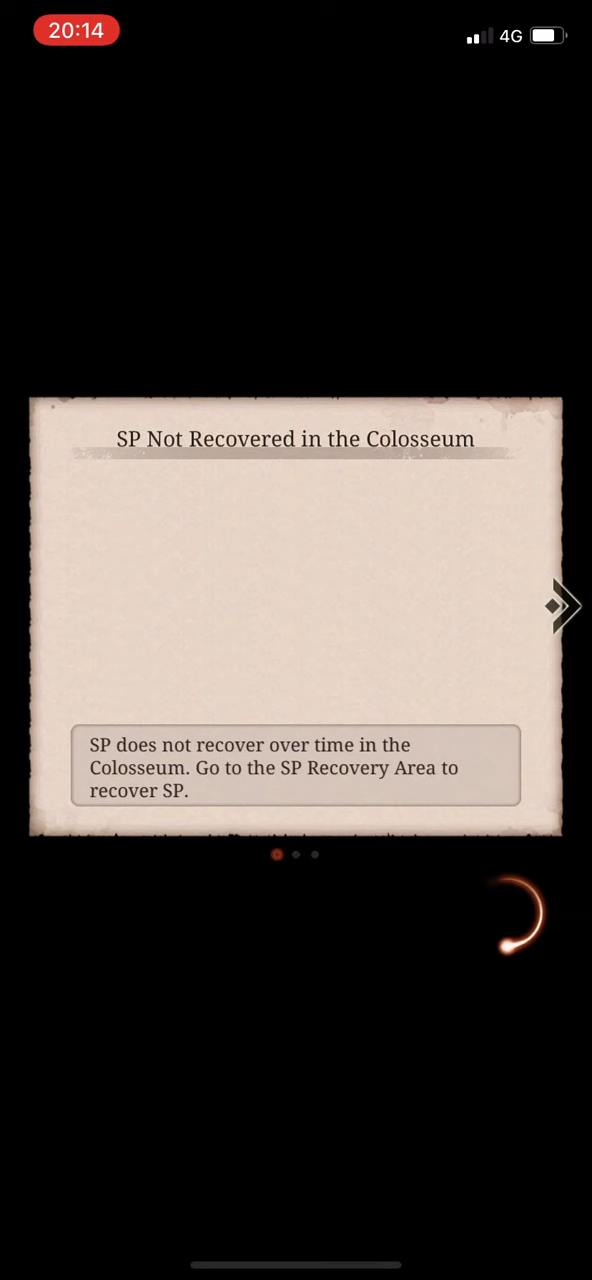 20:14
4G
SP Not Recovered in the Colosseum
SP does not recover over time in the
Colosseum. Go to the SP Recovery Area to
recover SP.